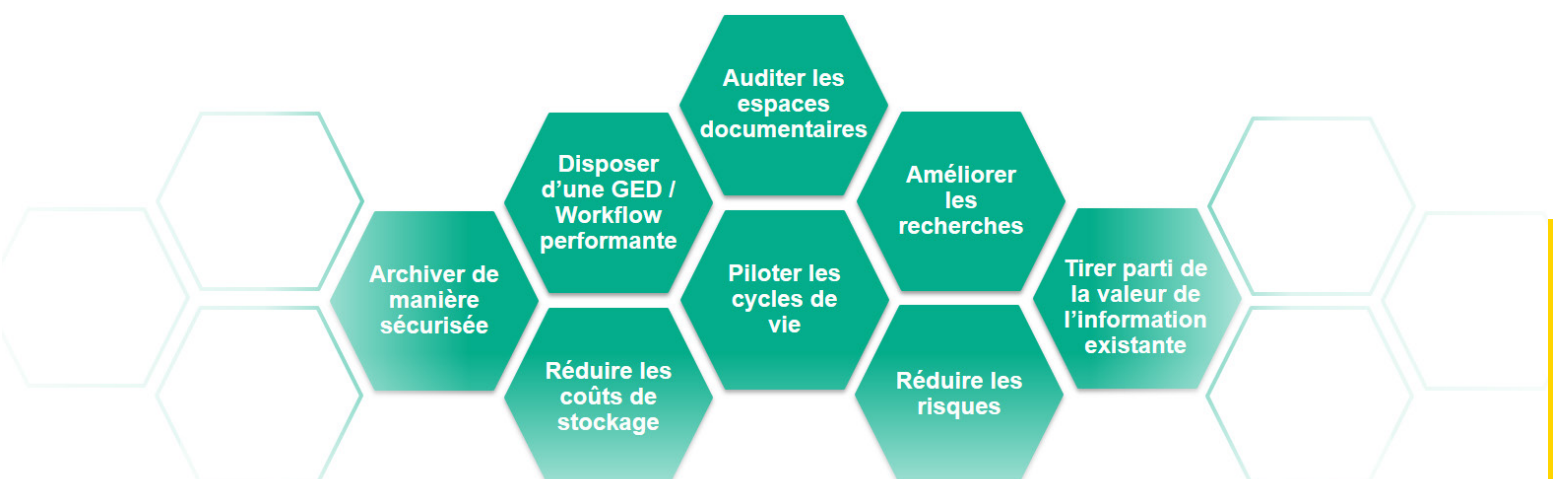 Auditer les
espaces
documentaires
Disposer
d’une GED /
Workflow
performante
Améliorer
les
recherches
Archiver de
manière
sécurisée
Piloter les
cycles de
vie
Tirer parti de
la valeur de
l’information
existante
Réduire les
coûts de
stockage
Réduire les
risques